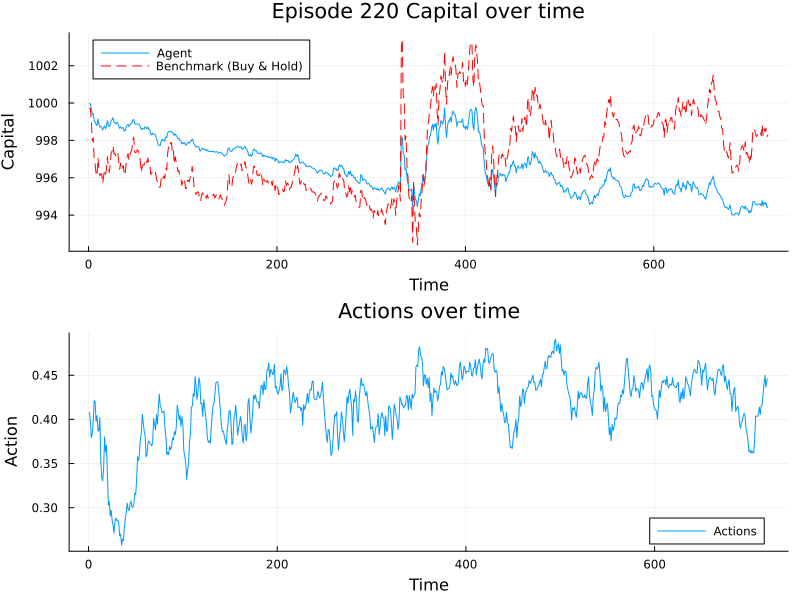 Episode 220 Capital over time
Agent
Benchmark (Buy & Hold)
1002
1000
998
996
994
Capital
0 200 400 600
Time
Actions over time
0.45
0.40
0.35
0.30
Action
Actions
0 200 400 600
Time